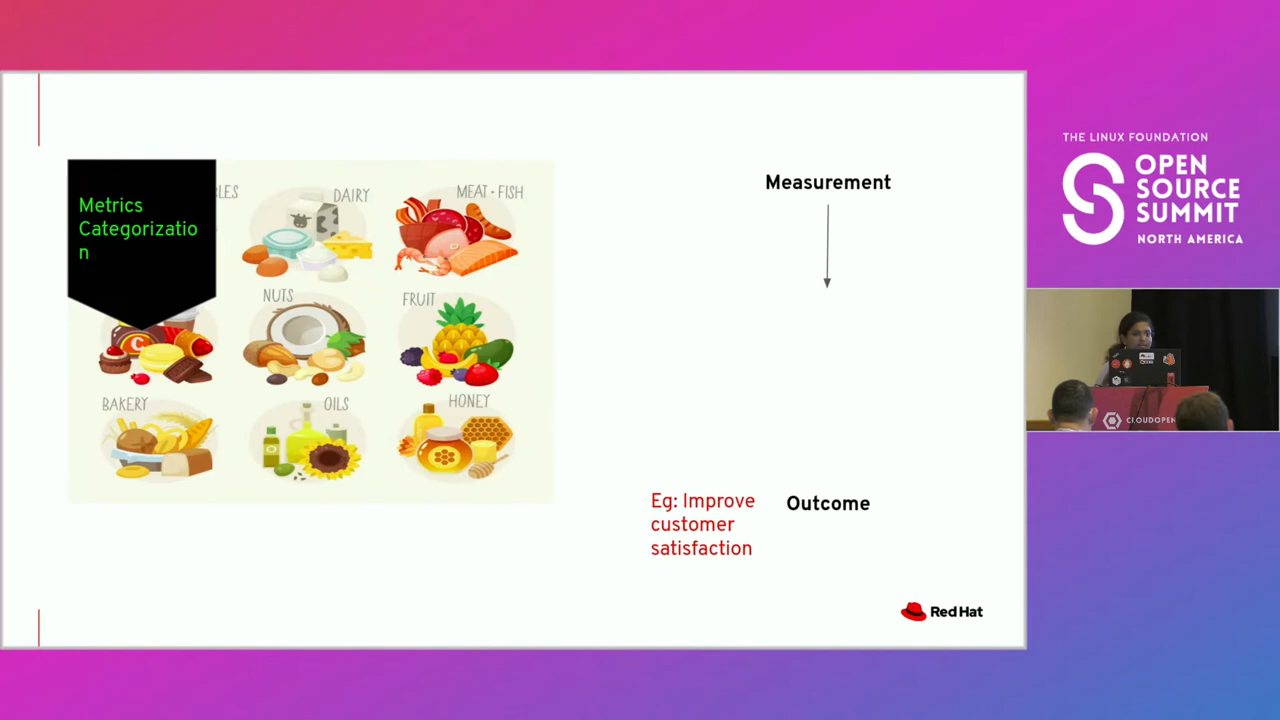 THE LINUX FOUNDATION
OPEN
SOURCE
SUMMIT
NORTH AMERICA
Metrics
Categorizatio
n
BLES
DAIRY
MEAT - FISH
NUTS
FRUIT
BAKERY
OILS
HONEY
Measurement
Eg: Improve
customer
satisfaction
Outcome
Red Hat
CLOUDOPEN